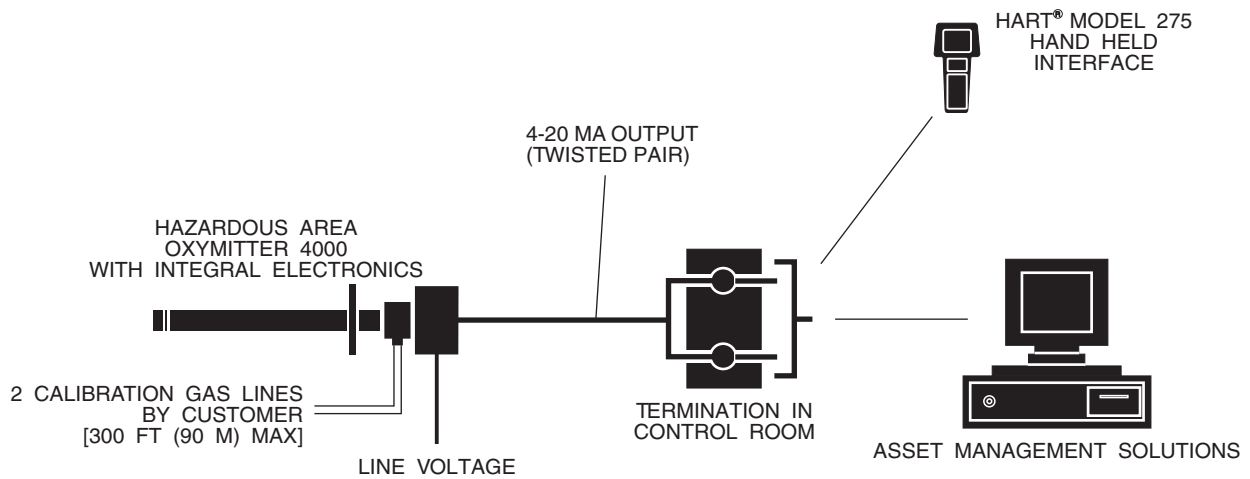 HART® MODEL 275
HAND HELD
INTERFACE
4-20 MA OUTPUT
(TWISTED PAIR)
HAZARDOUS AREA
OXYMITTER 4000
WITH INTEGRAL ELECTRONICS
2 CALIBRATION GAS LINES
BY CUSTOMER
[300 FT (90 M) MAX]
LINE VOLTAGE
TERMINATION IN
CONTROL ROOM
ASSET MANAGEMENT SOLUTIONS